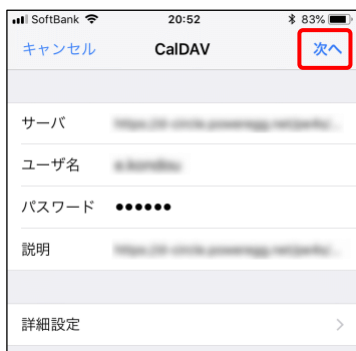 SoftBank 20:52 83%
キャンセル CalDAV 次へ
サーバ
ユーザ名
パスワード ●●●●●●
説明
詳細設定